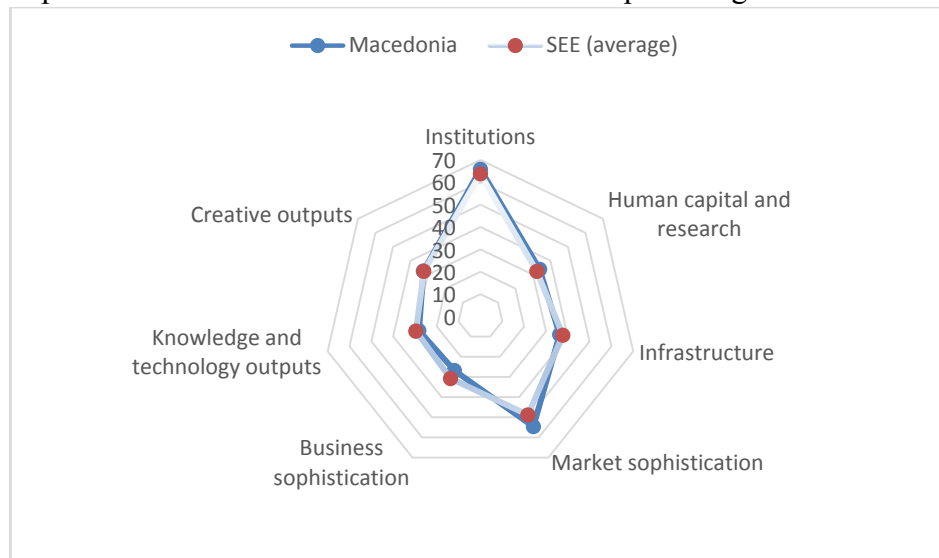 Macedonia
SEE (average)
Institutions
70
60
50
40
30
20
10
0
Human capital and
research
Infrastructure
Market sophistication
Business
sophistication
Knowledge and
technology outputs
Creative outputs